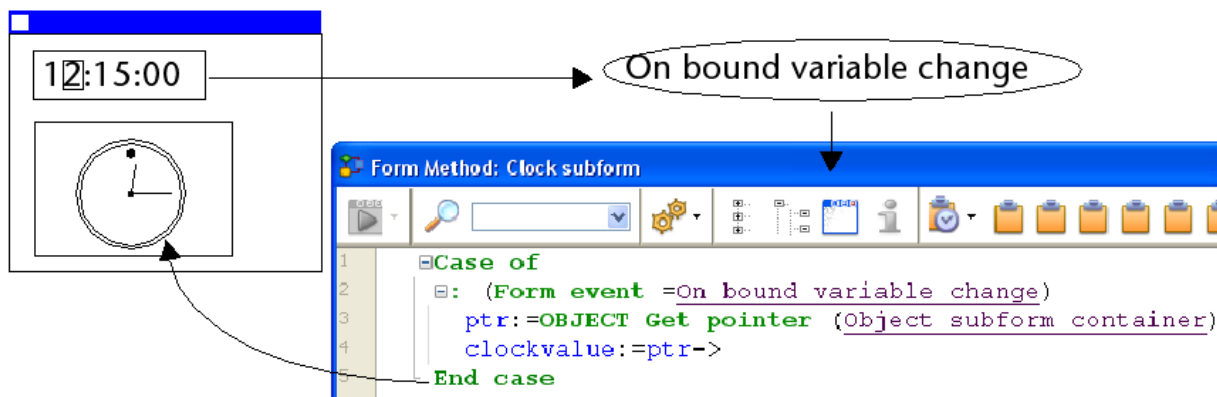 12:15:00
On bound variable change
Form Method: Clock subform
1 Case of
2 : (Form event =On bound variable change)
3 ptr:=OBJECT Get pointer (Object subform container)
4 clockvalue:=ptr->
5 End case